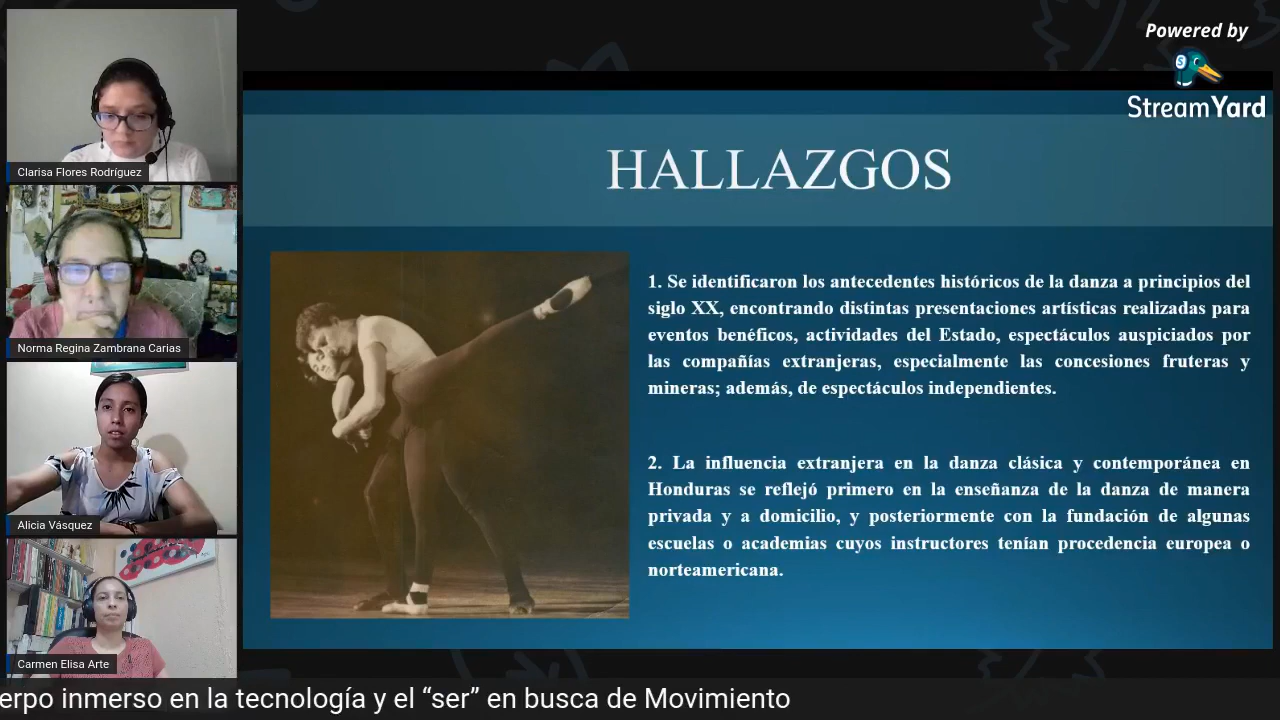 Powered by
StreamYard
Clarisa Flores Rodríguez
Norma Regina Zambrana Carias
Alicia Vásquez
Carmen Elisa Arte
HALLAZGOS
1. Se identificaron los antecedentes históricos de la danza a principios del
siglo XX, encontrando distintas presentaciones artísticas realizadas para
eventos benéficos, actividades del Estado, espectáculos auspiciados por
las compañías extranjeras, especialmente las concesiones fruteras y
mineras; además, de espectáculos independientes.
2. La influencia extranjera en la danza clásica y contemporánea en
Honduras se reflejó primero en la enseñanza de la danza de manera
privada y a domicilio, y posteriormente con la fundación de algunas
escuelas o academias cuyos instructores tenían procedencia europea o
norteamericana.
erpo inmerso en la tecnología y el “ser” en busca de Movimiento